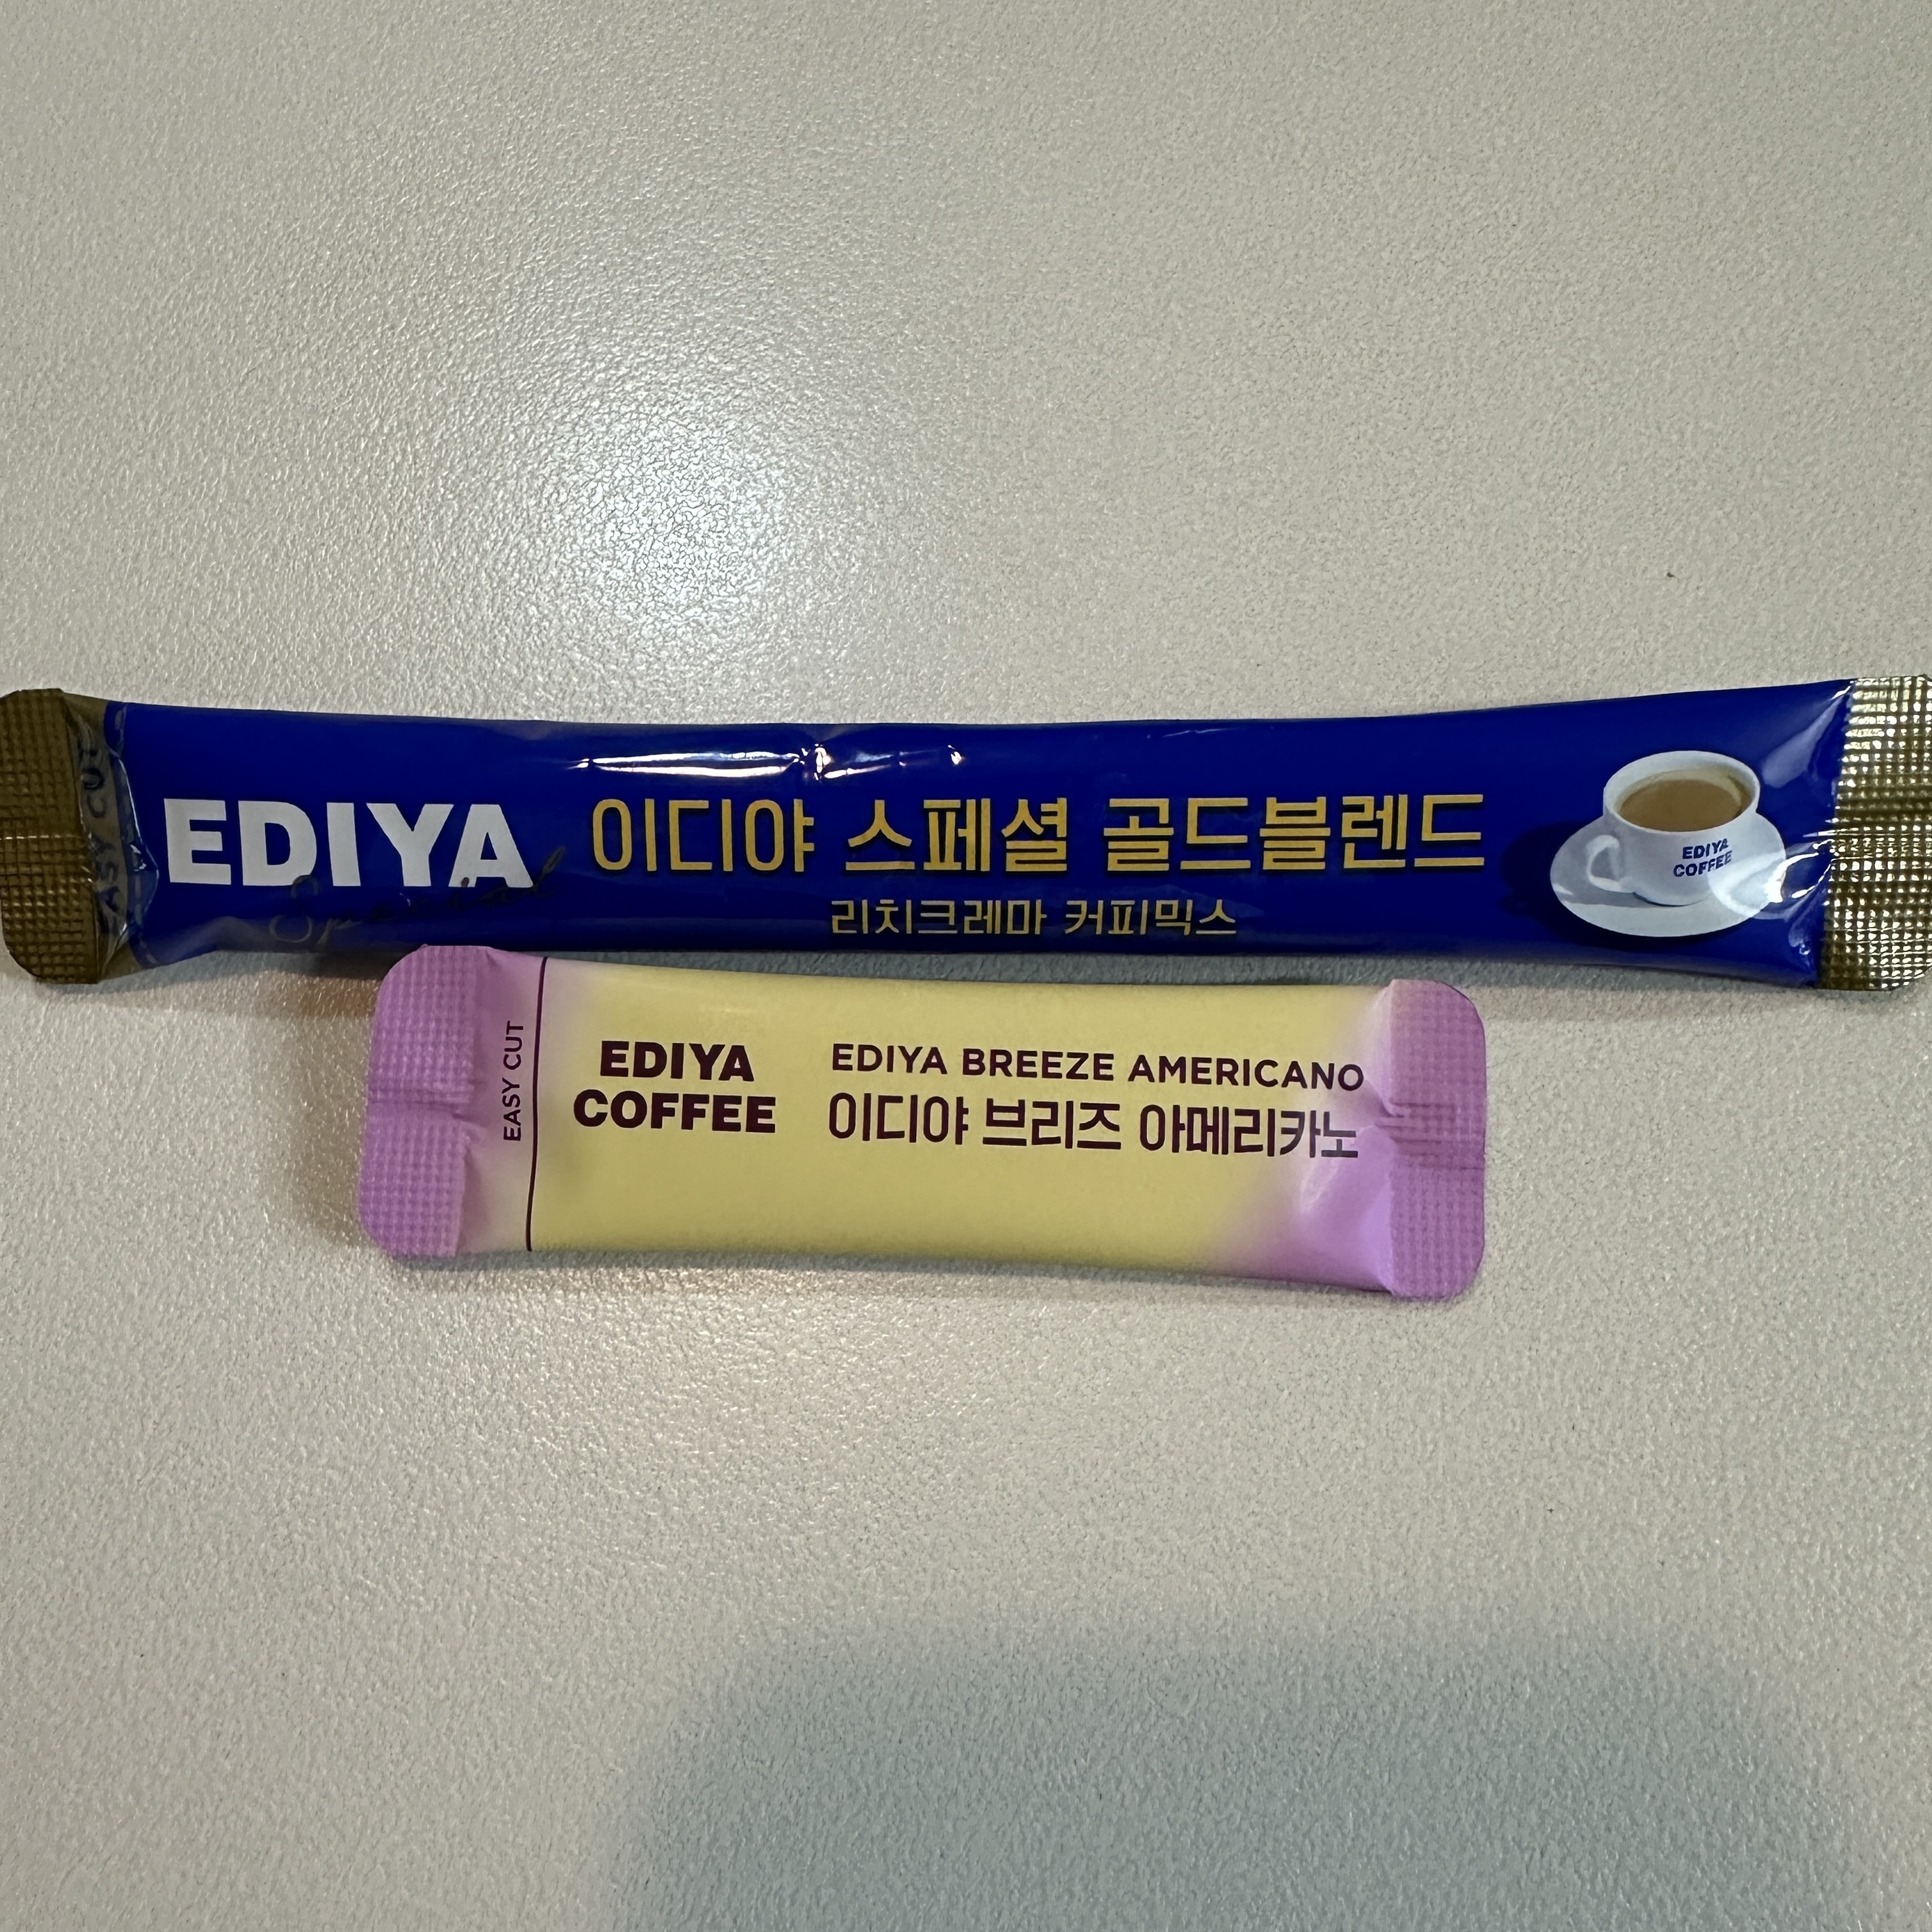 EASY CUT
EDIYA
Special
이디야 스페셜 골드블렌드
리치크레마 커피믹스
EDIYA
COFFEE
EASY CUT
EDIYA
COFFEE
EDIYA BREEZE AMERICANO
이디야 브리즈 아메리카노